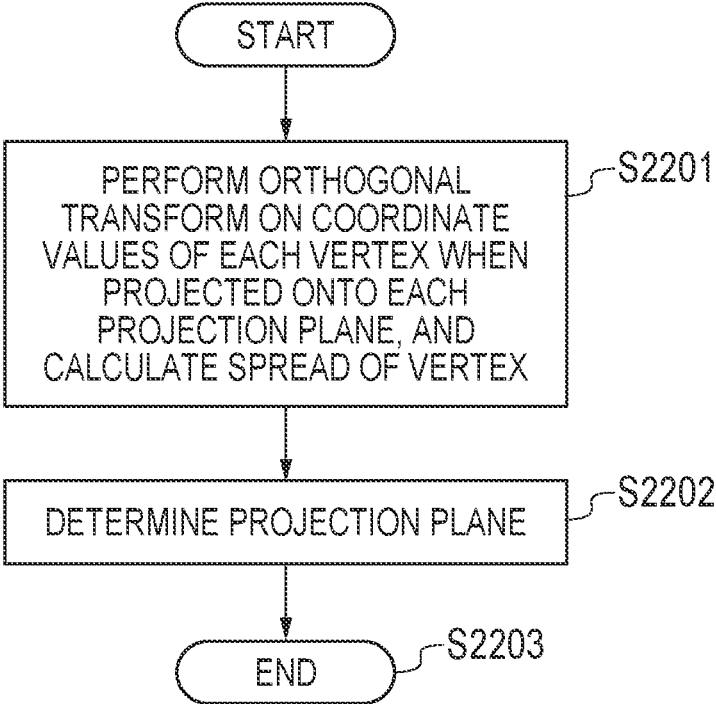 START
PERFORM ORTHOGONAL
TRANSFORM ON COORDINATE
VALUES OF EACH VERTEX WHEN
PROJECTED ONTO EACH
PROJECTION PLANE, AND
CALCULATE SPREAD OF VERTEX
S2201
DETERMINE PROJECTION PLANE
S2202
END
S2203